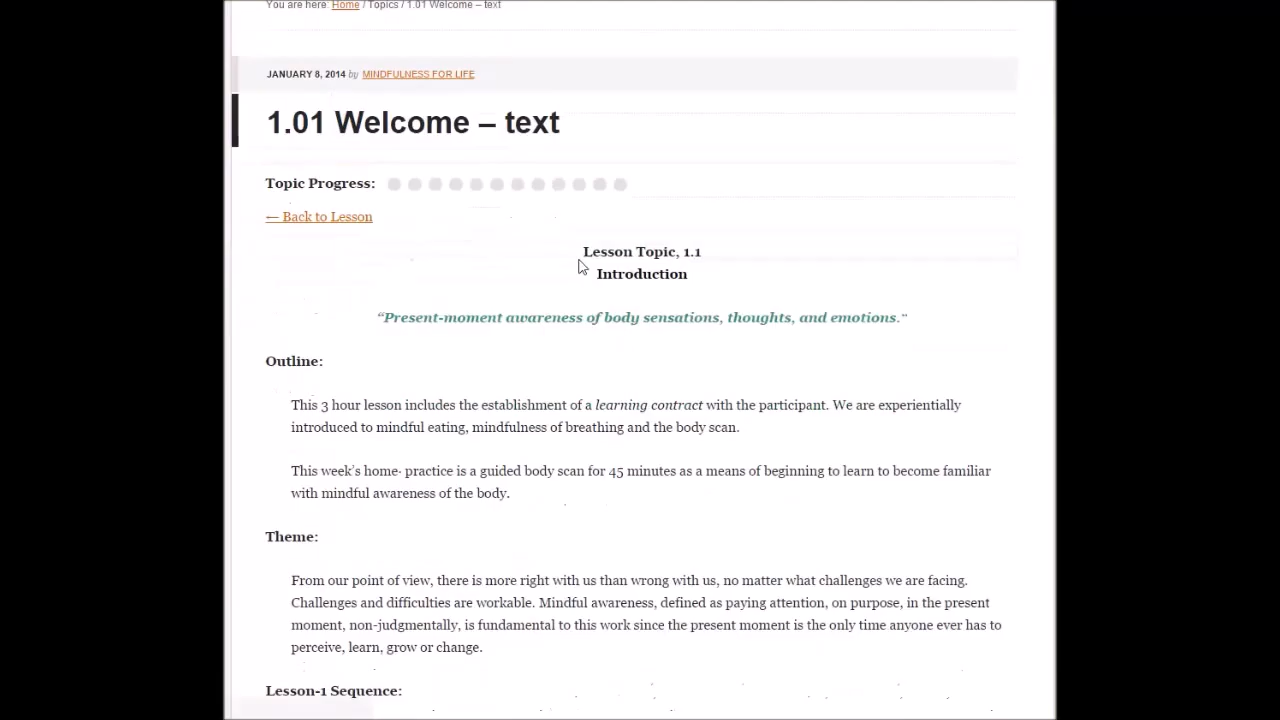 You are here: Home / Topics / 1.01 Welcome – text
JANUARY 8, 2014 by MINDFULNESS FOR LIFE
1.01 Welcome – text
Topic Progress:
← Back to Lesson
Lesson Topic, 1.1
Introduction
“Present-moment awareness of body sensations, thoughts, and emotions.”
Outline:
This 3 hour lesson includes the establishment of a learning contract with the participant. We are experientially
introduced to mindful eating, mindfulness of breathing and the body scan.
This week’s home- practice is a guided body scan for 45 minutes as a means of beginning to learn to become familiar
with mindful awareness of the body.
Theme:
From our point of view, there is more right with us than wrong with us, no matter what challenges we are facing.
Challenges and difficulties are workable. Mindful awareness, defined as paying attention, on purpose, in the present
moment, non-judgmentally, is fundamental to this work since the present moment is the only time anyone ever has to
perceive, learn, grow or change.
Lesson-1 Sequence: